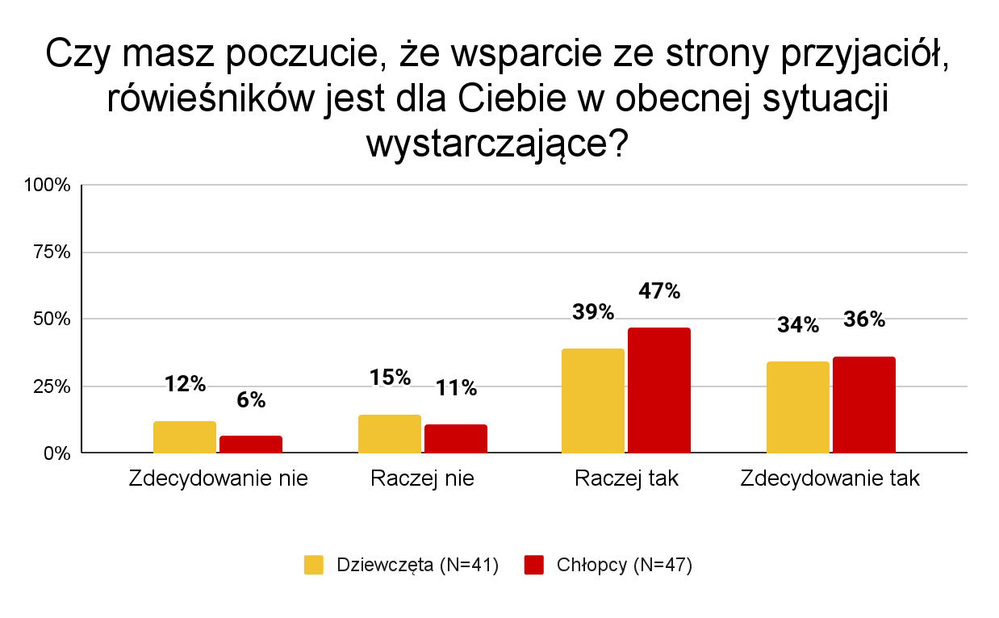 Czy masz poczucie, że wsparcie ze strony przyjaciół,
rówieśników jest dla Ciebie w obecnej sytuacji
wystarczające?
100%
75%
50%
25%
0%
12%
6%
15%
11%
39%
47%
34%
36%
Zdecydowanie nie
Raczej nie
Raczej tak
Zdecydowanie tak
Dziewczęta (N=41)
Chłopcy (N=47)